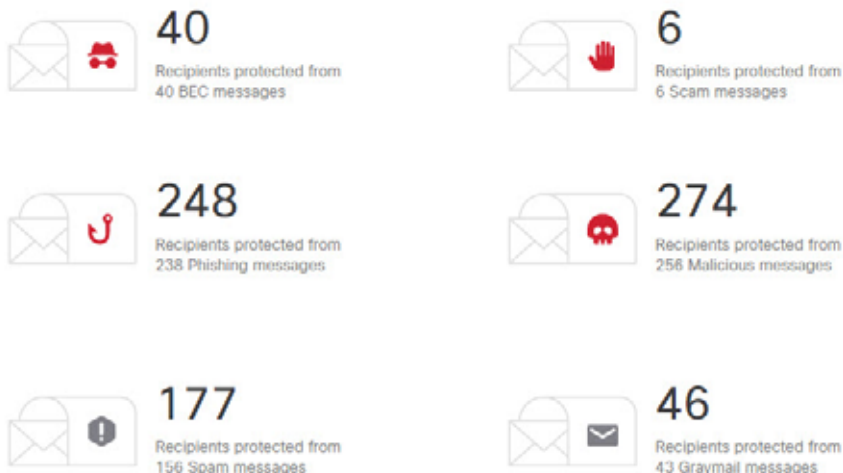 40
Recipients protected from
40 BEC messages
6
Recipients protected from
6 Scam messages
248
Recipients protected from
238 Phishing messages
274
Recipients protected from
256 Malicious messages
177
Recipients protected from
156 Spam messages
46
Recipients protected from
43 Graymail messages